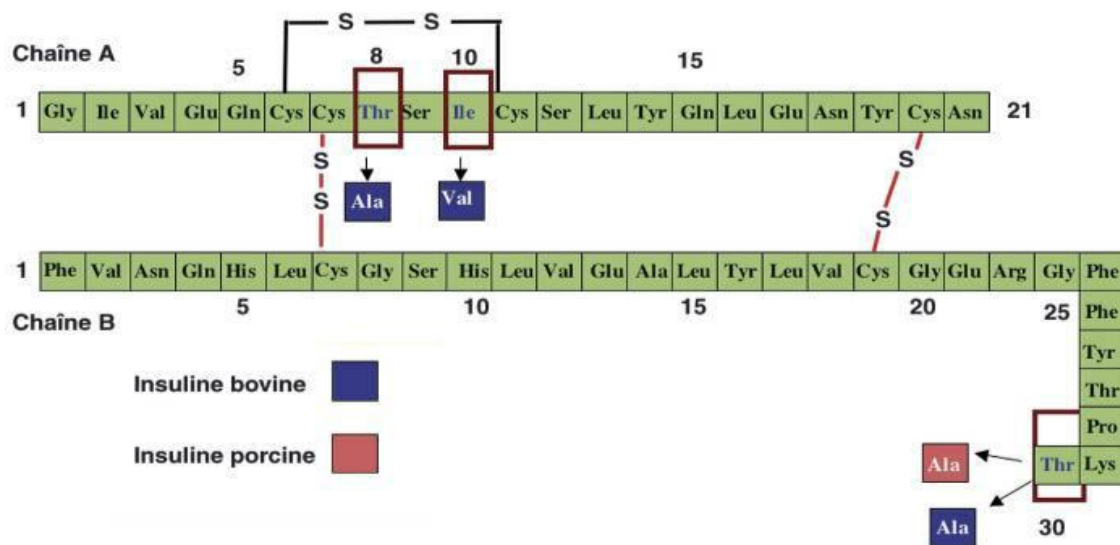 S S
Chaîne A 5 8 10 15
1 Gly Ile Val Glu Gln Cys Cys Thr Ser Ile Cys Ser Leu Tyr Gln Leu Glu Asn Tyr Cys Asn 21
S S
S S
Ala Val
1 Phe Val Asn Gln His Leu Cys Gly Ser His Leu Val Glu Ala Leu Tyr Leu Val Cys Gly Glu Arg Gly Phe
5 10 15 20 25 Phe
Chaîne B
Tyr
Insuline bovine Thr
Pro
Insuline porcine Ala Thr Lys
Ala 30